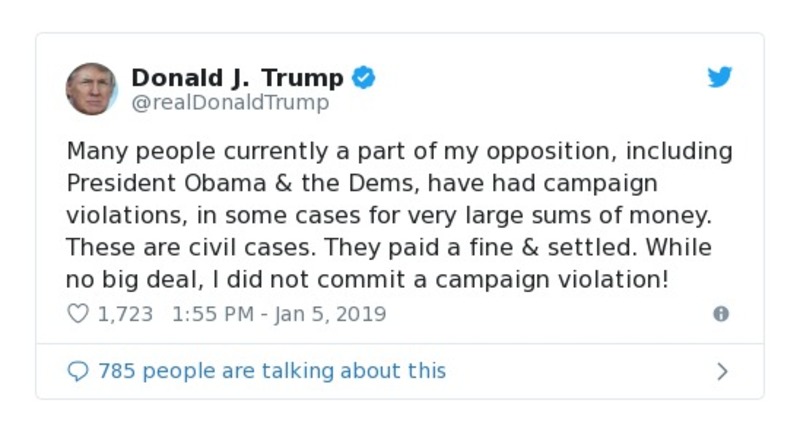 Donald J. Trump
@realDonaldTrump
Many people currently a part of my opposition, including
President Obama & the Dems, have had campaign
violations, in some cases for very large sums of money.
These are civil cases. They paid a fine & settled. While
no big deal, I did not commit a campaign violation!
1,723 1:55 PM - Jan 5, 2019
785 people are talking about this